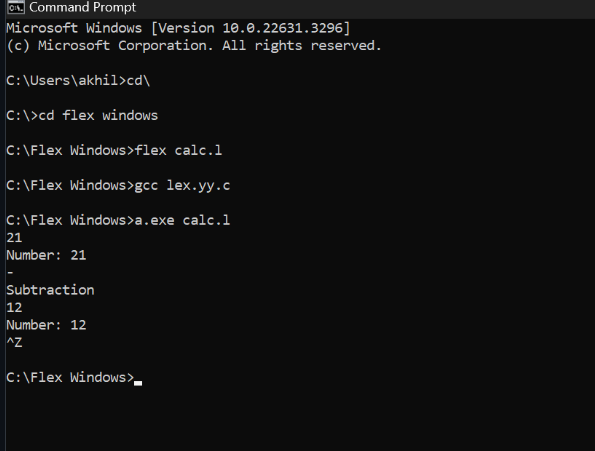 Command Prompt
Microsoft Windows [Version 10.0.22631.3296]
(c) Microsoft Corporation. All rights reserved.
C:\Users\akhil>cd\
C:\>cd flex windows
C:\Flex Windows>flex calc.l
C:\Flex Windows>gcc lex.yy.c
C:\Flex Windows>a.exe calc.l
21
Number: 21
-
Subtraction
12
Number: 12
^Z
C:\Flex Windows>